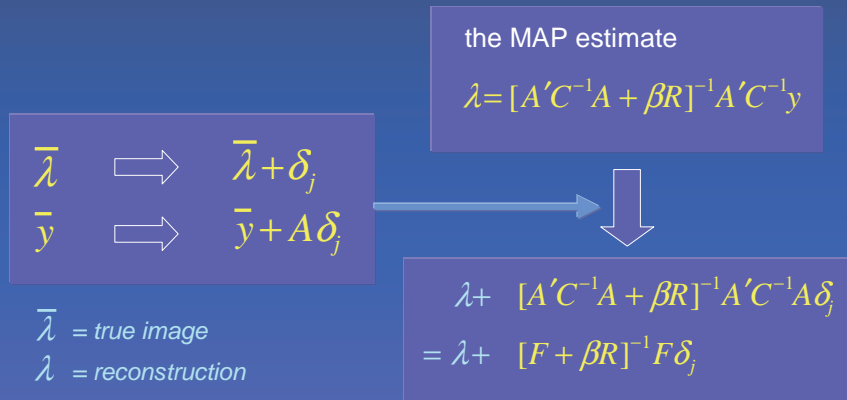 the MAP estimate
λ= [A′C⁻¹A + βR]⁻¹A′C⁻¹y
λ̅ ⇨ λ̅+δⱼ
y̅ ⇨ y̅+Aδⱼ
λ̅ = true image
λ = reconstruction
λ+ [A′C⁻¹A + βR]⁻¹A′C⁻¹Aδⱼ
= λ+ [F + βR]⁻¹Fδⱼ